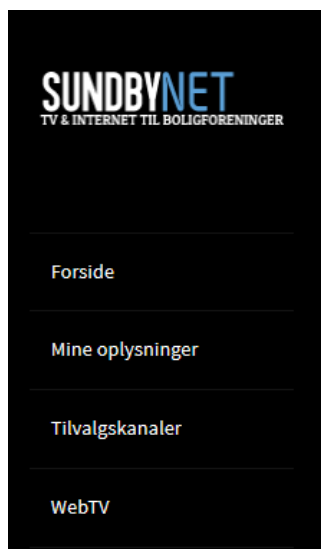 SUNDBYNET
TV & INTERNET TIL BOLIGFORENINGER
Forside
Mine oplysninger
Tilvalgskanaler
WebTV